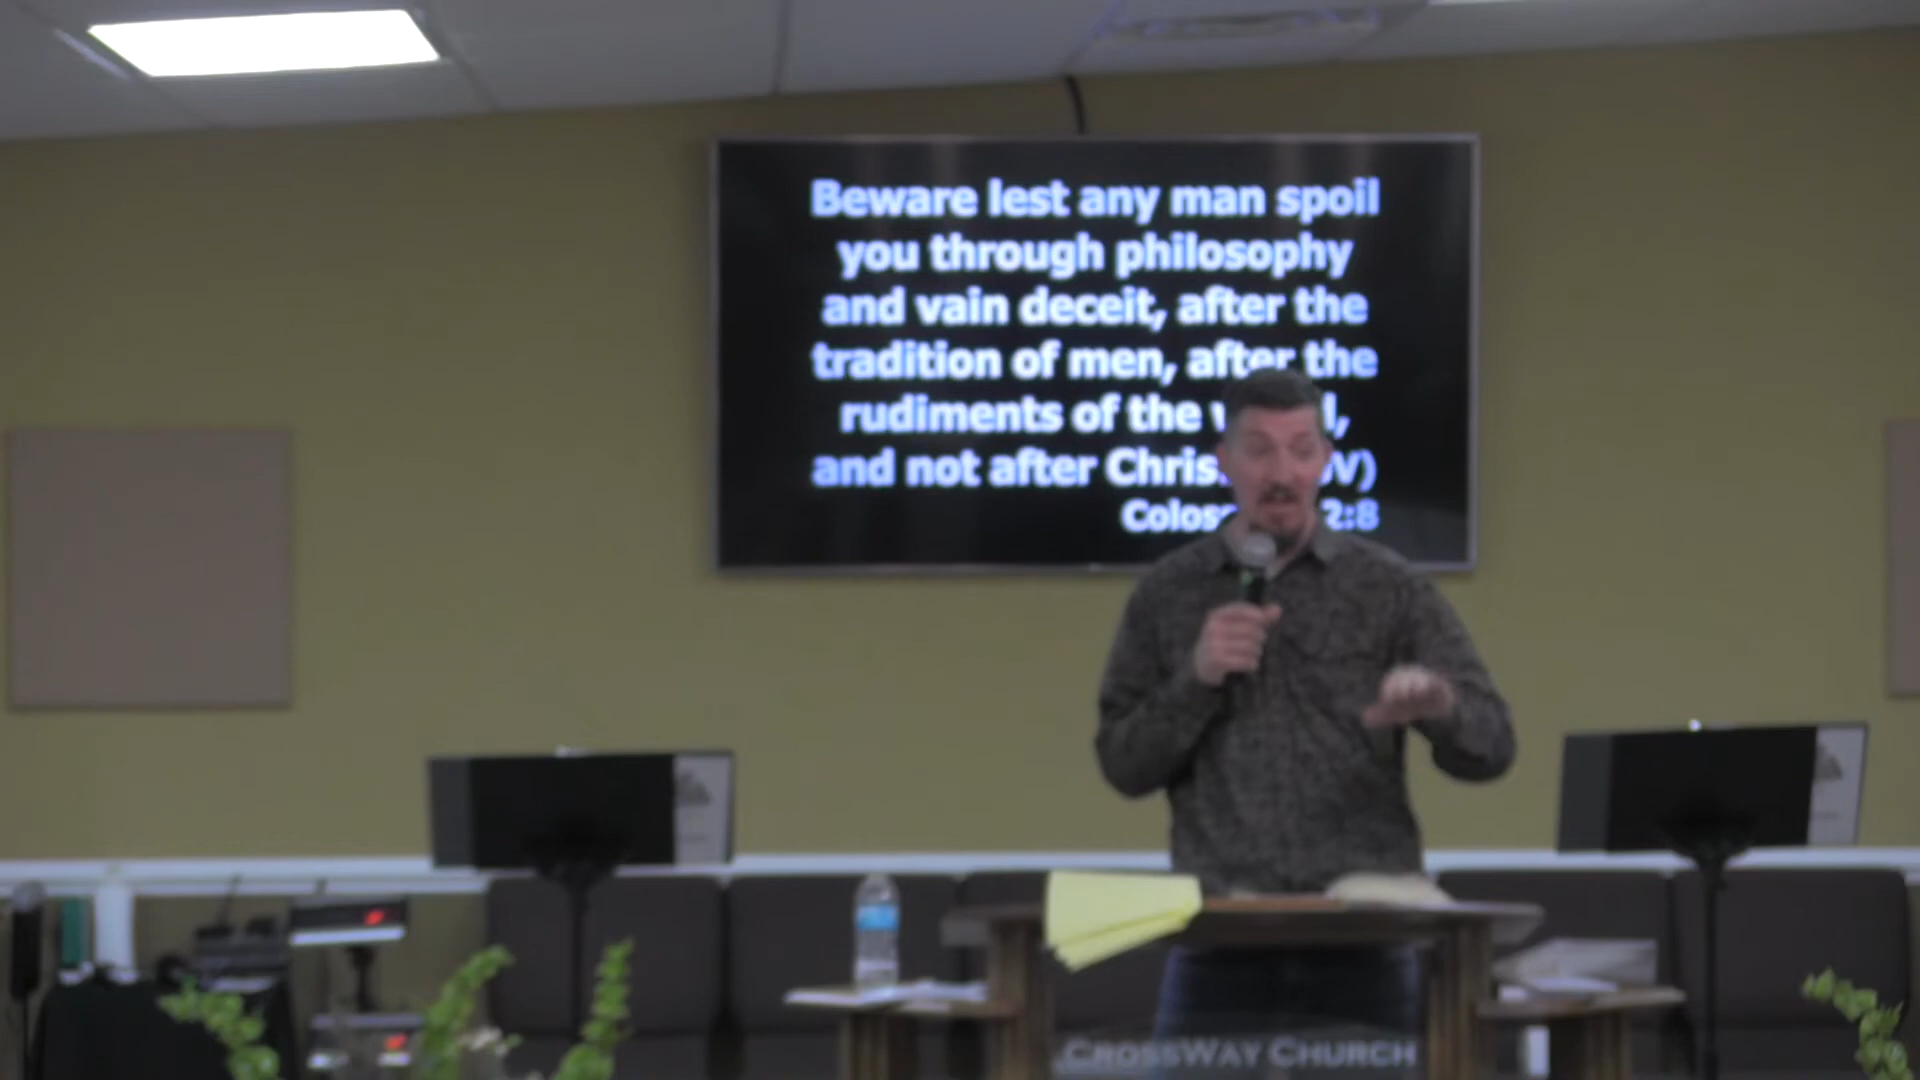 Beware lest any man spoil
you through philosophy
and vain deceit, after the
tradition of men, after the
rudiments of the
and not after
2:8
CROSSWAY CHURCH